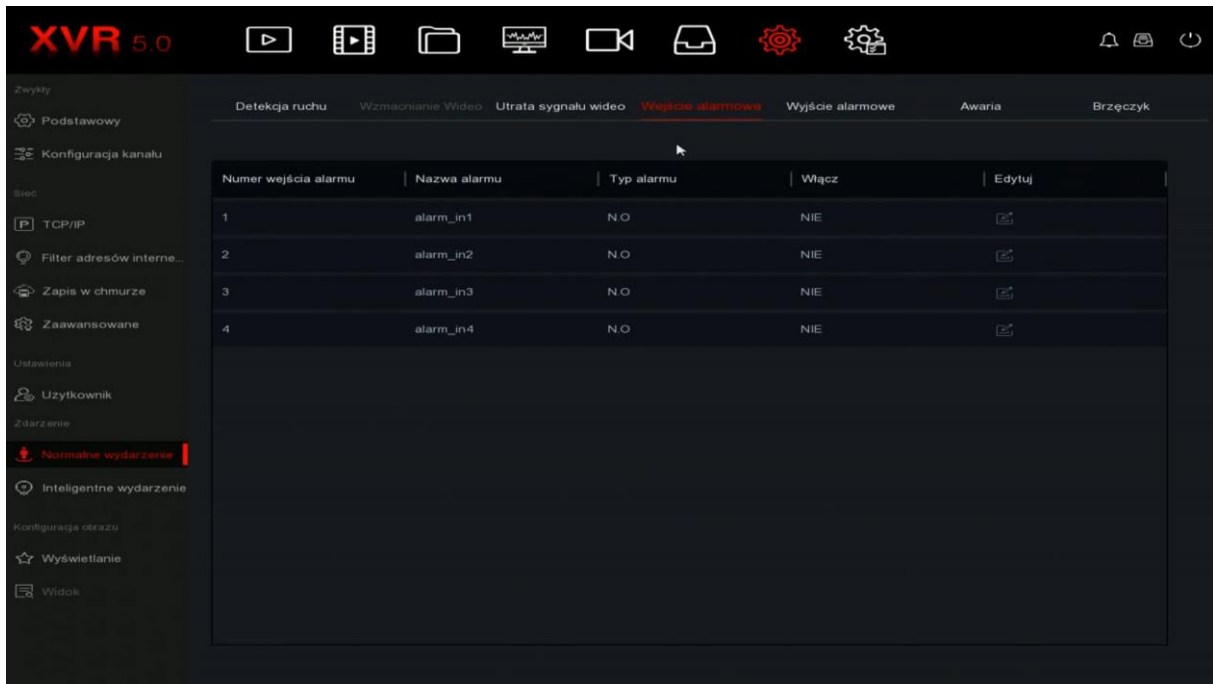 XVR 5.0
Zwykły
Podstawowy
Konfiguracja kanału
Sieć
TCP/IP
Filter adresów interne...
Zapis w chmurze
Zaawansowane
Ustawienia
Użytkownik
Zdarzenie
Normalne wydarzenie
Inteligentne wydarzenie
Konfiguracja obrazu
Wyświetlanie
Widok
Detekcja ruchu Wzmacnianie Wideo Utrata sygnału wideo Wejście alarmowe Wyjście alarmowe Awaria Brzęczyk
Numer wejścia alarmu Nazwa alarmu Typ alarmu Włącz Edytuj
1 alarm_in1 N.O NIE
2 alarm_in2 N.O NIE
3 alarm_in3 N.O NIE
4 alarm_in4 N.O NIE